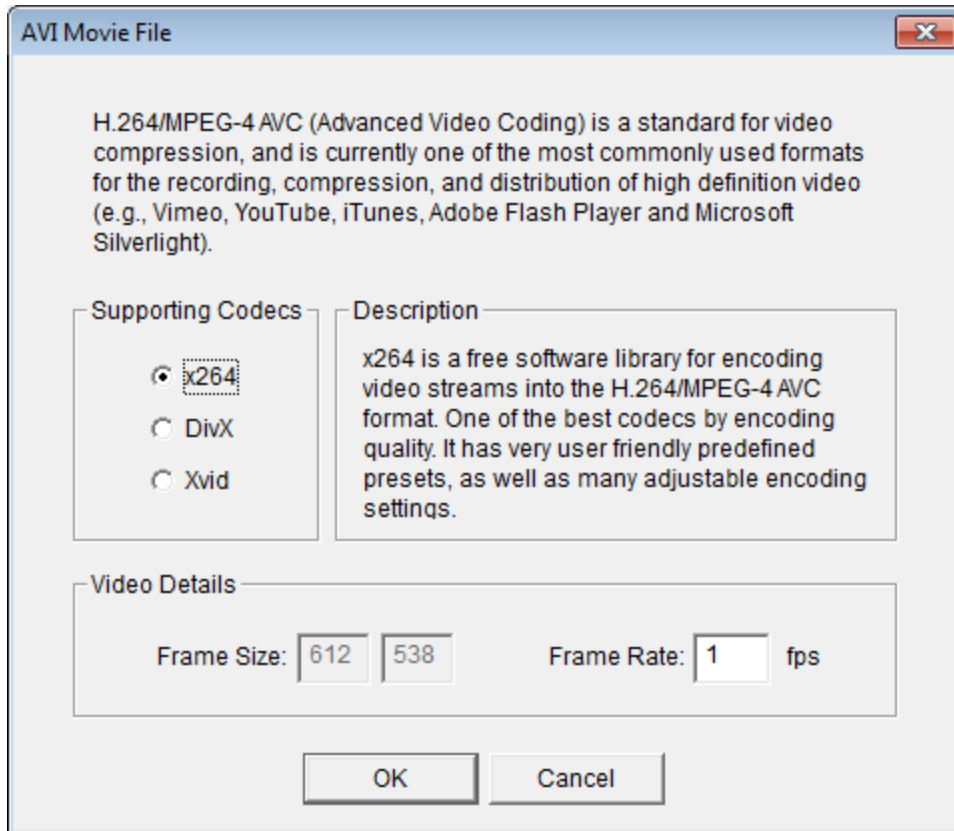 AVI Movie File
H.264/MPEG-4 AVC (Advanced Video Coding) is a standard for video
compression, and is currently one of the most commonly used formats
for the recording, compression, and distribution of high definition video
(e.g., Vimeo, YouTube, iTunes, Adobe Flash Player and Microsoft
Silverlight).
Supporting Codecs
x264
DivX
Xvid
Description
x264 is a free software library for encoding
video streams into the H.264/MPEG-4 AVC
format. One of the best codecs by encoding
quality. It has very user friendly predefined
presets, as well as many adjustable encoding
settings.
Video Details
Frame Size: 612 538 Frame Rate: 1 fps
OK Cancel